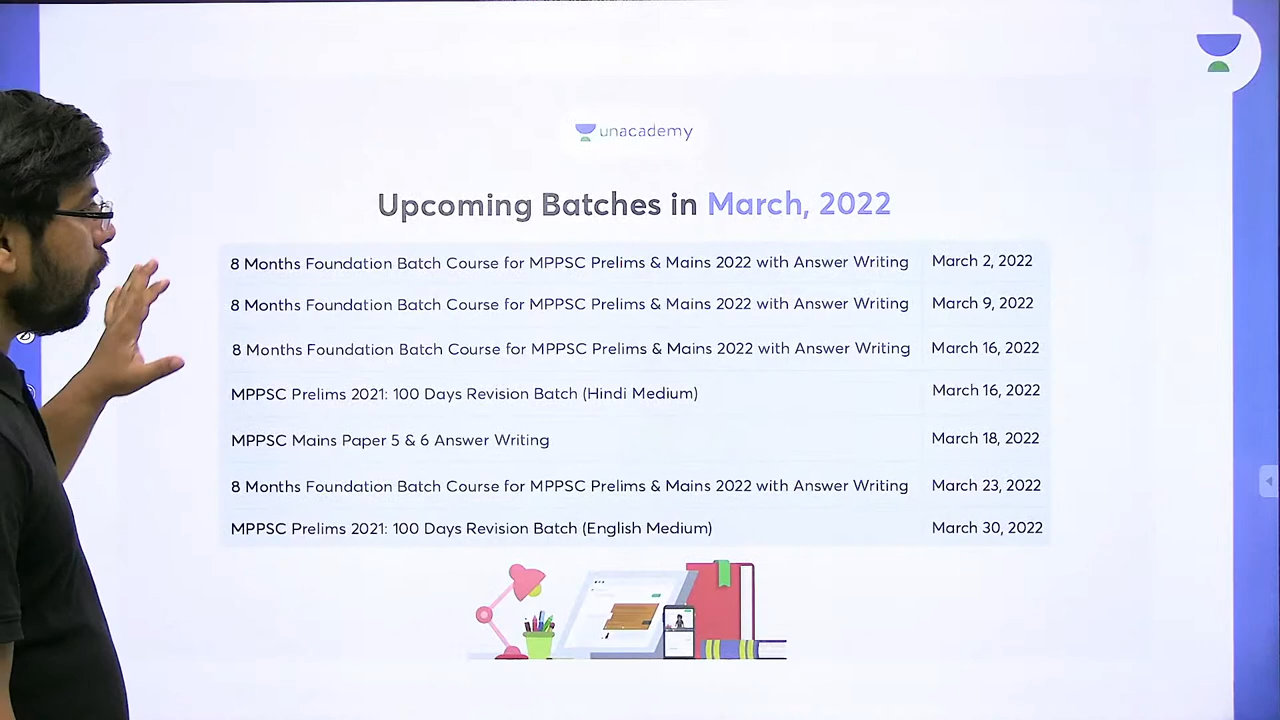 unacademy
Upcoming Batches in March, 2022
8 Months Foundation Batch Course for MPPSC Prelims & Mains 2022 with Answer Writing March 2, 2022
8 Months Foundation Batch Course for MPPSC Prelims & Mains 2022 with Answer Writing March 9, 2022
8 Months Foundation Batch Course for MPPSC Prelims & Mains 2022 with Answer Writing March 16, 2022
MPPSC Prelims 2021: 100 Days Revision Batch (Hindi Medium) March 16, 2022
MPPSC Mains Paper 5 & 6 Answer Writing March 18, 2022
8 Months Foundation Batch Course for MPPSC Prelims & Mains 2022 with Answer Writing March 23, 2022
MPPSC Prelims 2021: 100 Days Revision Batch (English Medium) March 30, 2022